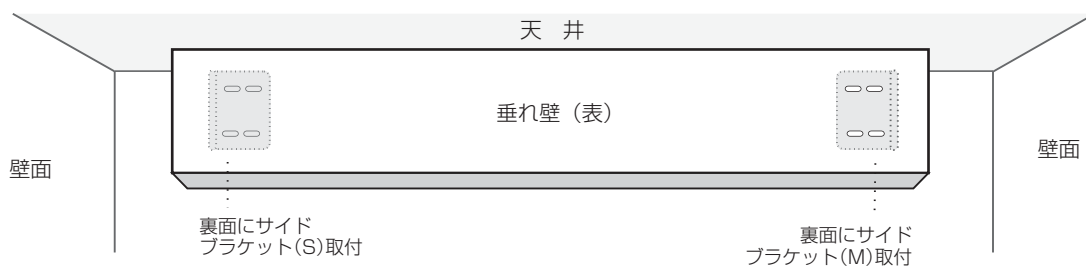 天　井
垂れ壁（表）
壁面
壁面
裏面にサイド
ブラケット(S)取付
裏面にサイド
ブラケット(M)取付